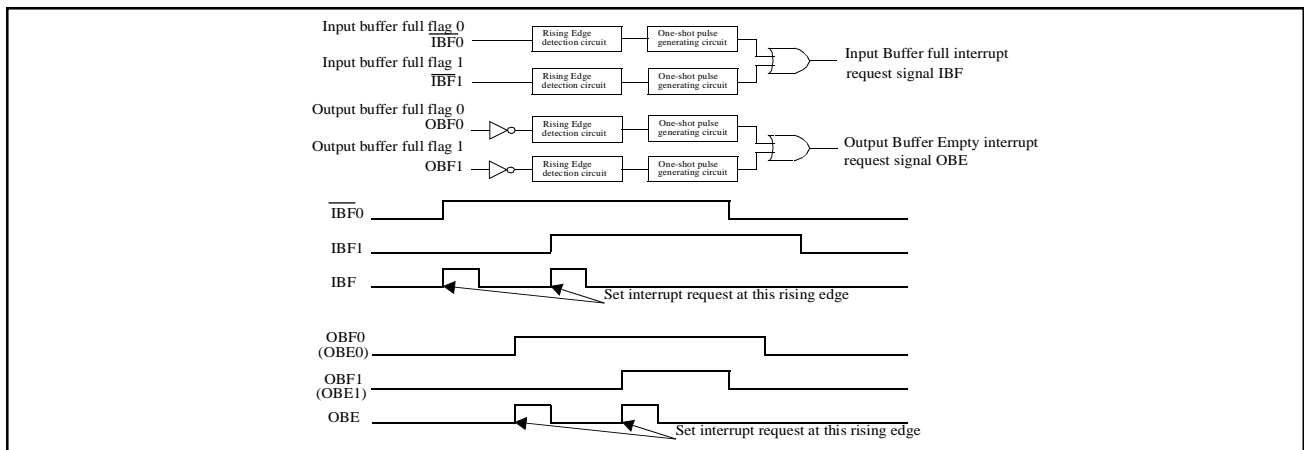 Input buffer full flag 0
IBF0
Rising Edge
detection circuit
One-shot pulse
generating circuit
Input buffer full flag 1
IBF1
Rising Edge
detection circuit
One-shot pulse
generating circuit
Input Buffer full interrupt
request signal IBF
Output buffer full flag 0
OBF0
Rising Edge
detection circuit
One-shot pulse
generating circuit
Output buffer full flag 1
OBF1
Rising Edge
detection circuit
One-shot pulse
generating circuit
Output Buffer Empty interrupt
request signal OBE
IBF0
IBF1
IBF
Set interrupt request at this rising edge
OBF0
(OBE0)
OBF1
(OBE1)
OBE
Set interrupt request at this rising edge